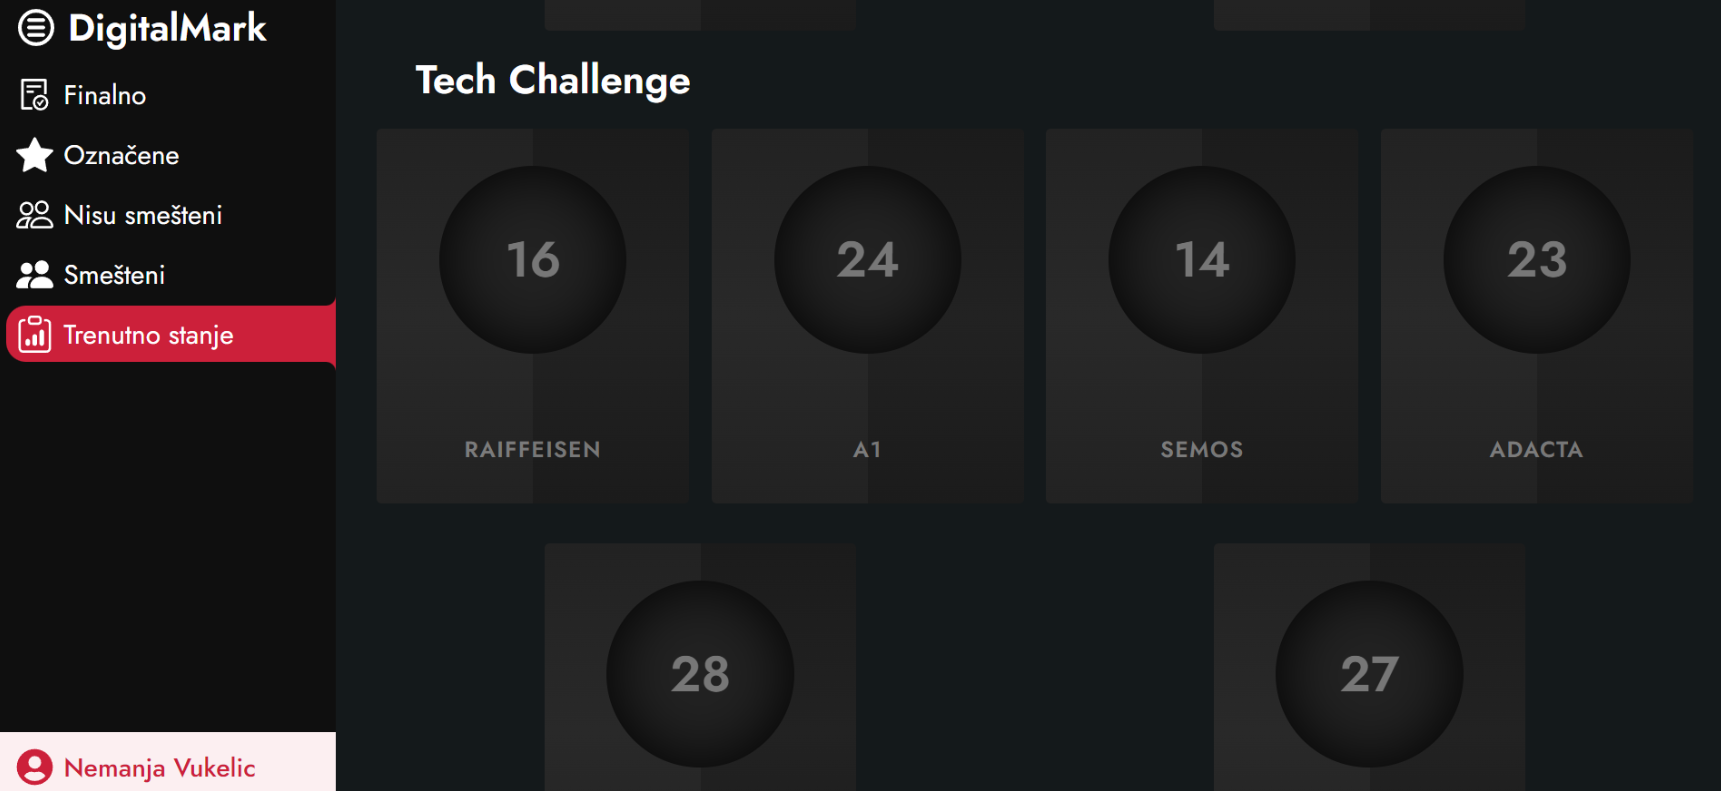 DigitalMark
Finalno
Označene
Nisu smešteni
Smešteni
Trenutno stanje
Nemanja Vukelic
Tech Challenge
16
24
14
23
RAIFFEISEN
A1
SEMOS
ADACTA
28
27